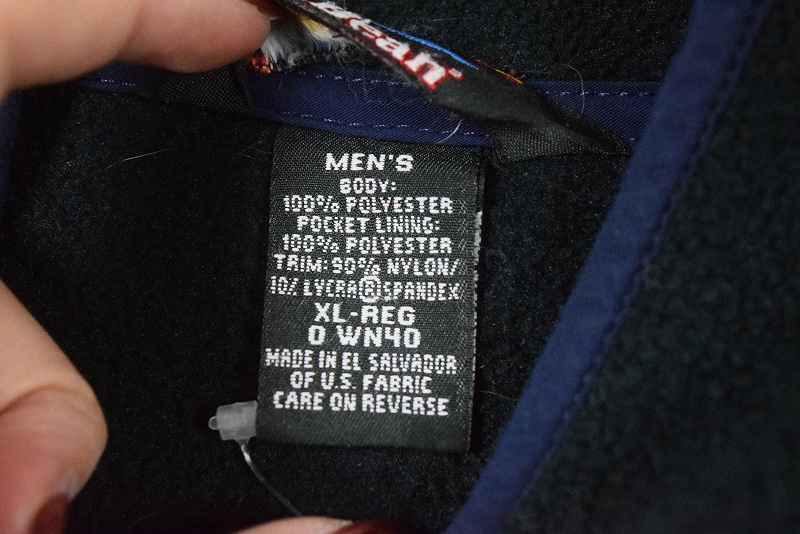 MEN'S
BODY:
100% POLYESTER
POCKET LINING:
100% POLYESTER
TRIM: 90% NYLON/
10% LYCRA®SPANDEX
XL-REG
0 WN40
MADE IN EL SALVADOR
OF U.S. FABRIC
CARE ON REVERSE